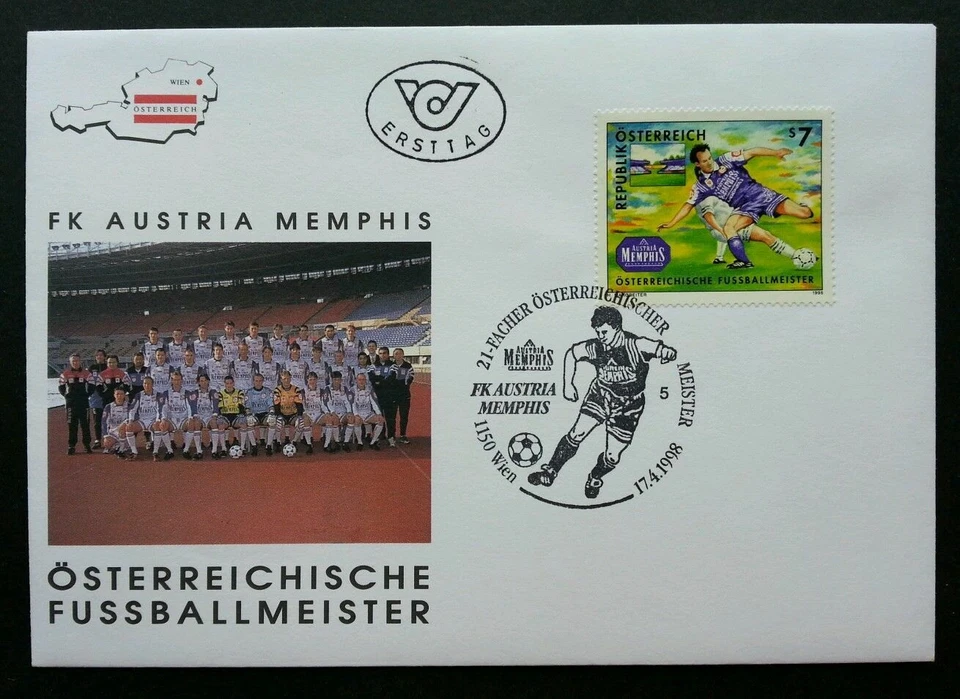 WIEN
ÖSTERREICH
ERSTTAG
REPUBLIK ÖSTERREICH
S7
AUSTRIA
MEMPHIS
ÖSTERREICHISCHE FUSSBALLMEISTER
1998
FK AUSTRIA MEMPHIS
21-FACHER ÖSTERREICHISCHER MEISTER
AUSTRIA
MEMPHIS
FK AUSTRIA
MEMPHIS
5
1150 Wien
17.4.1998
ÖSTERREICHISCHE
FUSSBALLMEISTER